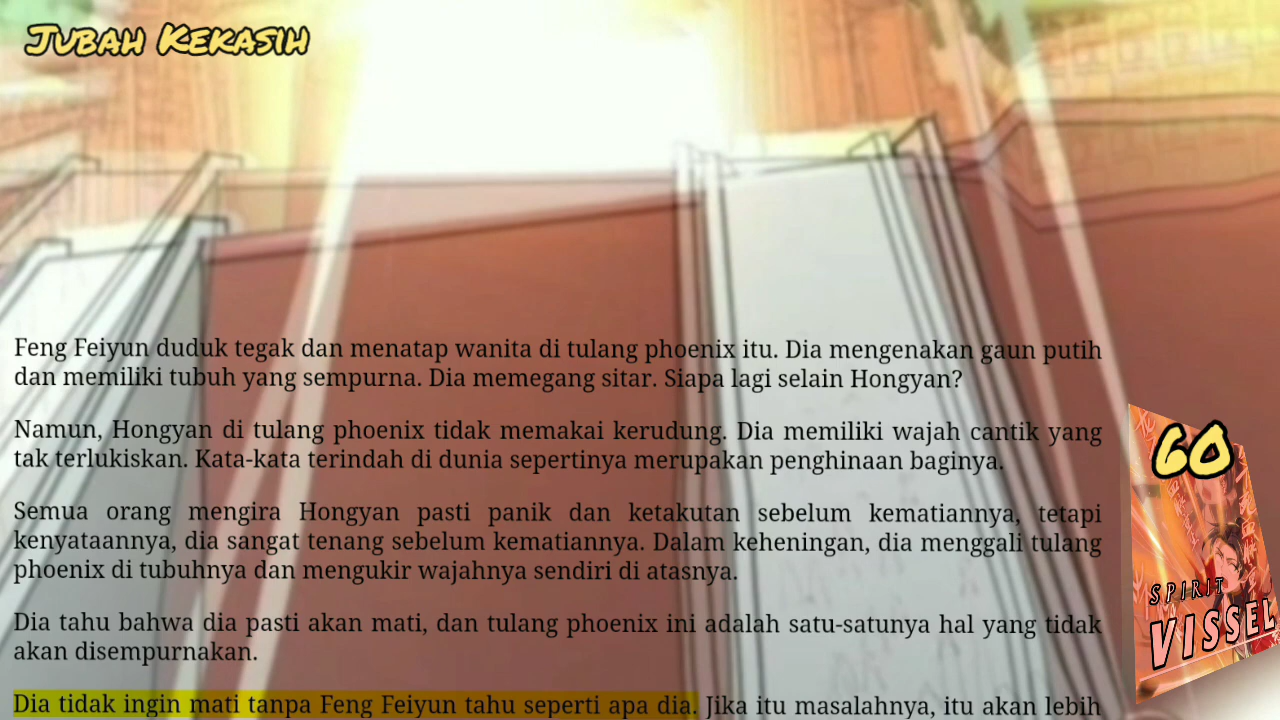 Jubah Kekasih
Feng Feiyun duduk tegak dan menatap wanita di tulang phoenix itu. Dia mengenakan gaun putih
dan memiliki tubuh yang sempurna. Dia memegang sitar. Siapa lagi selain Hongyan?
Namun, Hongyan di tulang phoenix tidak memakai kerudung. Dia memiliki wajah cantik yang
tak terlukiskan. Kata-kata terindah di dunia sepertinya merupakan penghinaan baginya.
Semua orang mengira Hongyan pasti panik dan ketakutan sebelum kematiannya, tetapi
kenyataannya, dia sangat tenang sebelum kematiannya. Dalam keheningan, dia menggali tulang
phoenix di tubuhnya dan mengukir wajahnya sendiri di atasnya.
Dia tahu bahwa dia pasti akan mati, dan tulang phoenix ini adalah satu-satunya hal yang tidak
akan disempurnakan.
Dia tidak ingin mati tanpa Feng Feiyun tahu seperti apa dia. Jika itu masalahnya, itu akan lebih
60
SPIRIT
VISSEL